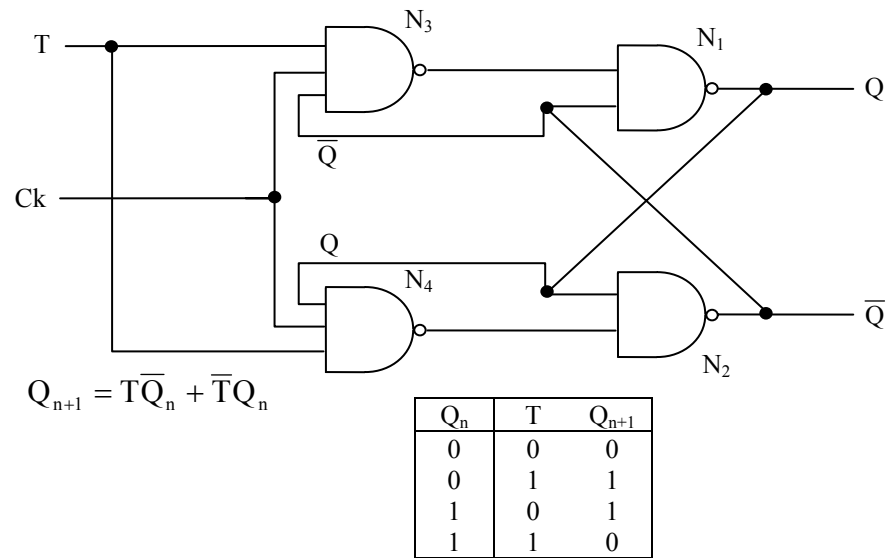 N₃
N₁
T
Q
Q̅
Ck
Q
N₄
Q̅
N₂
Qₙ₊₁ = TQ̅ₙ + T̅Qₙ
Qₙ T Qₙ₊₁
0 0 0
0 1 1
1 0 1
1 1 0